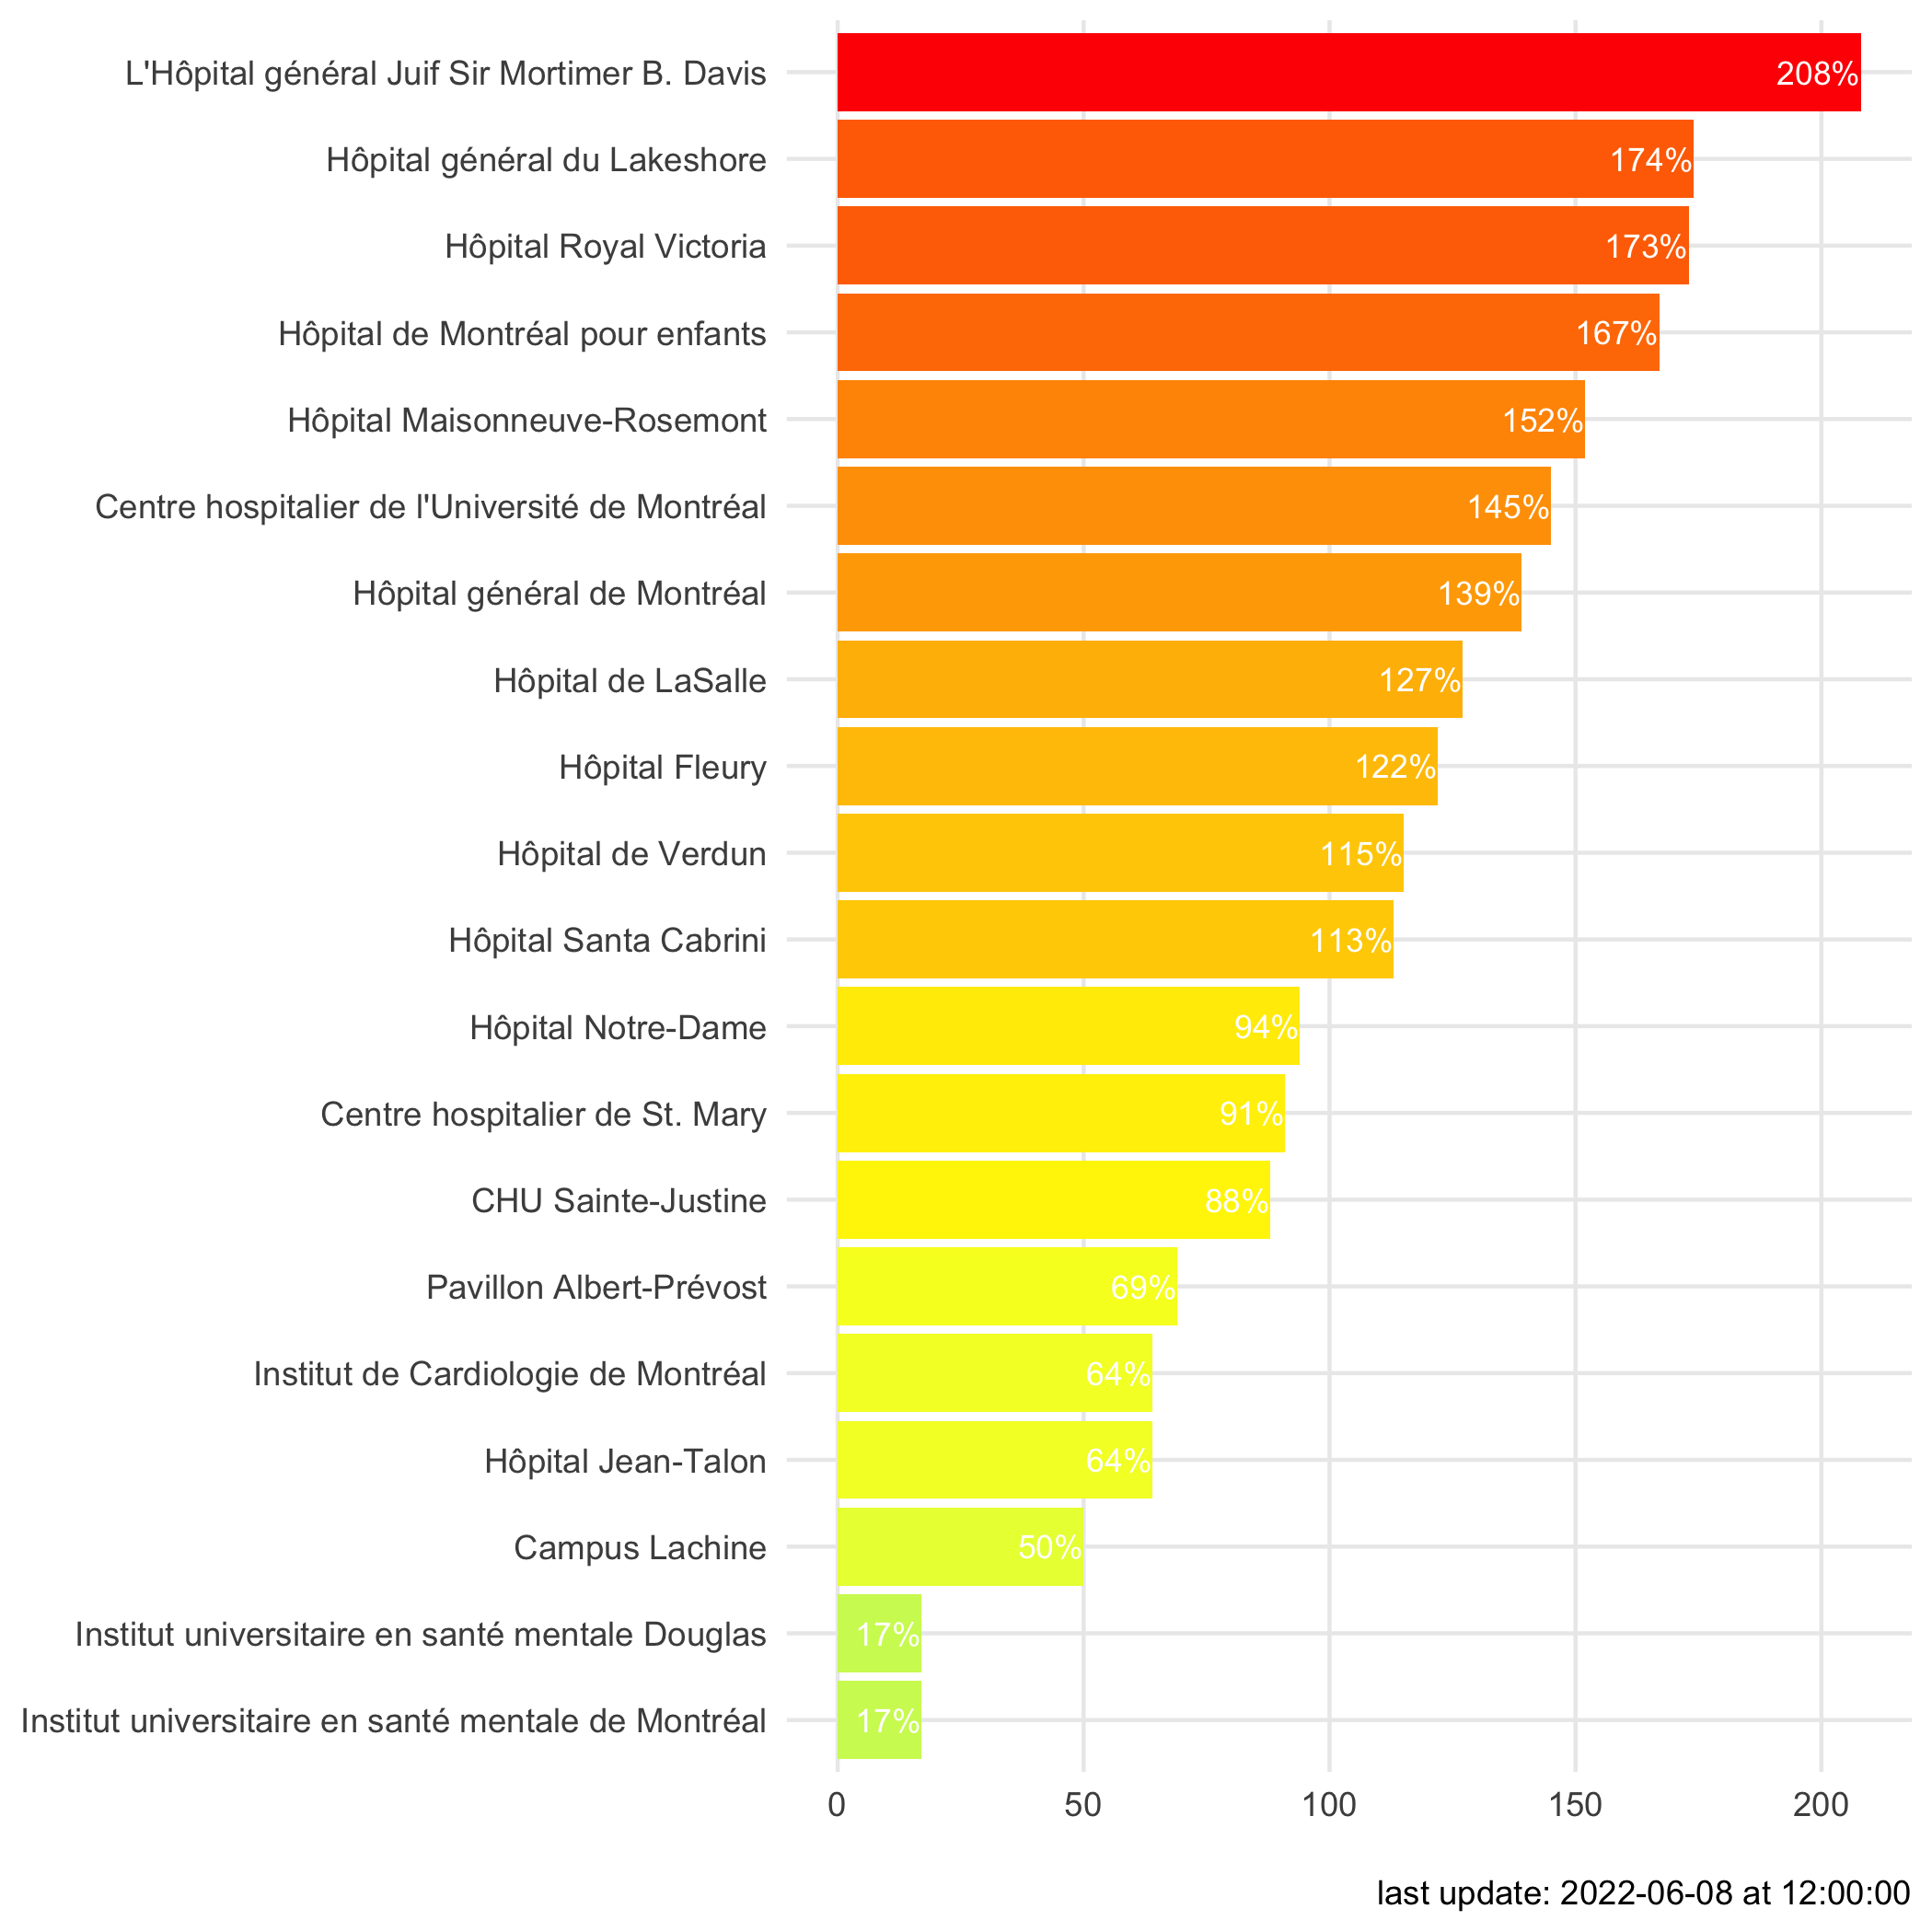 L'Hôpital général Juif Sir Mortimer B. Davis 208%
Hôpital général du Lakeshore 174%
Hôpital Royal Victoria 173%
Hôpital de Montréal pour enfants 167%
Hôpital Maisonneuve-Rosemont 152%
Centre hospitalier de l'Université de Montréal 145%
Hôpital général de Montréal 139%
Hôpital de LaSalle 127%
Hôpital Fleury 122%
Hôpital de Verdun 115%
Hôpital Santa Cabrini 113%
Hôpital Notre-Dame 94%
Centre hospitalier de St. Mary 91%
CHU Sainte-Justine 88%
Pavillon Albert-Prévost 69%
Institut de Cardiologie de Montréal 64%
Hôpital Jean-Talon 64%
Campus Lachine 50%
Institut universitaire en santé mentale Douglas 17%
Institut universitaire en santé mentale de Montréal 17%
0 50 100 150 200
last update: 2022-06-08 at 12:00:00